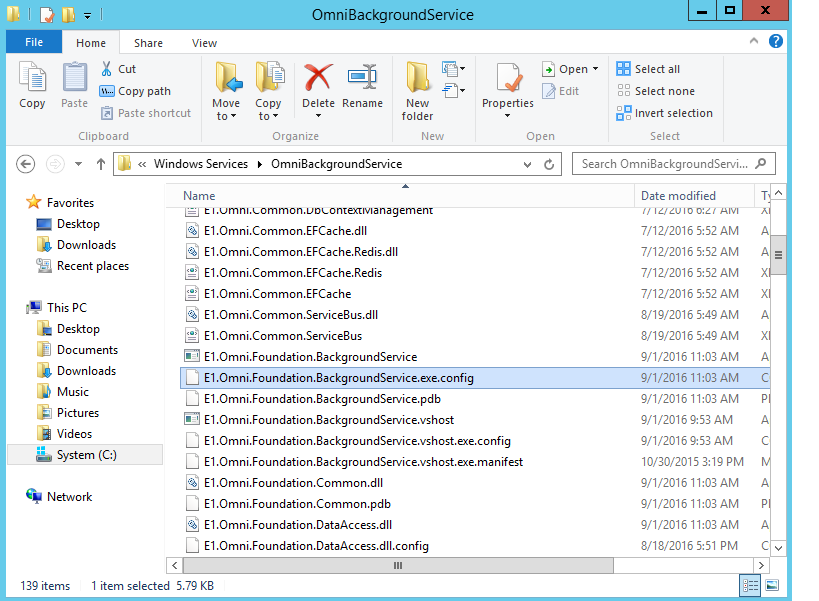 OmniBackgroundService
File Home Share View
Copy
Paste
Cut
Copy path
Paste shortcut
Clipboard
Move to
Copy to
Delete
Rename
Organize
New folder
New
Properties
Open
Edit
Open
Select all
Select none
Invert selection
Select
« Windows Services OmniBackgroundService
Search OmniBackgroundServi...
Favorites
Desktop
Downloads
Recent places
This PC
Desktop
Documents
Downloads
Music
Pictures
Videos
System (C:)
Network
Name Date modified Ty
E1.Omni.Common.DbContextManagement 7/12/2016 6:27 AM XI
E1.Omni.Common.EFCache.dll 7/12/2016 5:52 AM A
E1.Omni.Common.EFCache.Redis.dll 7/12/2016 5:52 AM A
E1.Omni.Common.EFCache.Redis 7/12/2016 5:52 AM XI
E1.Omni.Common.EFCache 7/12/2016 5:52 AM XI
E1.Omni.Common.ServiceBus.dll 8/19/2016 5:49 AM A
E1.Omni.Common.ServiceBus 8/19/2016 5:49 AM XI
E1.Omni.Foundation.BackgroundService 9/1/2016 11:03 AM A
E1.Omni.Foundation.BackgroundService.exe.config 9/1/2016 11:03 AM C
E1.Omni.Foundation.BackgroundService.pdb 9/1/2016 11:03 AM PI
E1.Omni.Foundation.BackgroundService.vshost 9/1/2016 9:53 AM A
E1.Omni.Foundation.BackgroundService.vshost.exe.config 9/1/2016 9:53 AM C
E1.Omni.Foundation.BackgroundService.vshost.exe.manifest 10/30/2015 3:19 PM M
E1.Omni.Foundation.Common.dll 9/1/2016 11:03 AM A
E1.Omni.Foundation.Common.pdb 9/1/2016 11:03 AM PI
E1.Omni.Foundation.DataAccess.dll 9/1/2016 11:03 AM A
E1.Omni.Foundation.DataAccess.dll.config 8/18/2016 5:51 PM C
139 items 1 item selected 5.79 KB